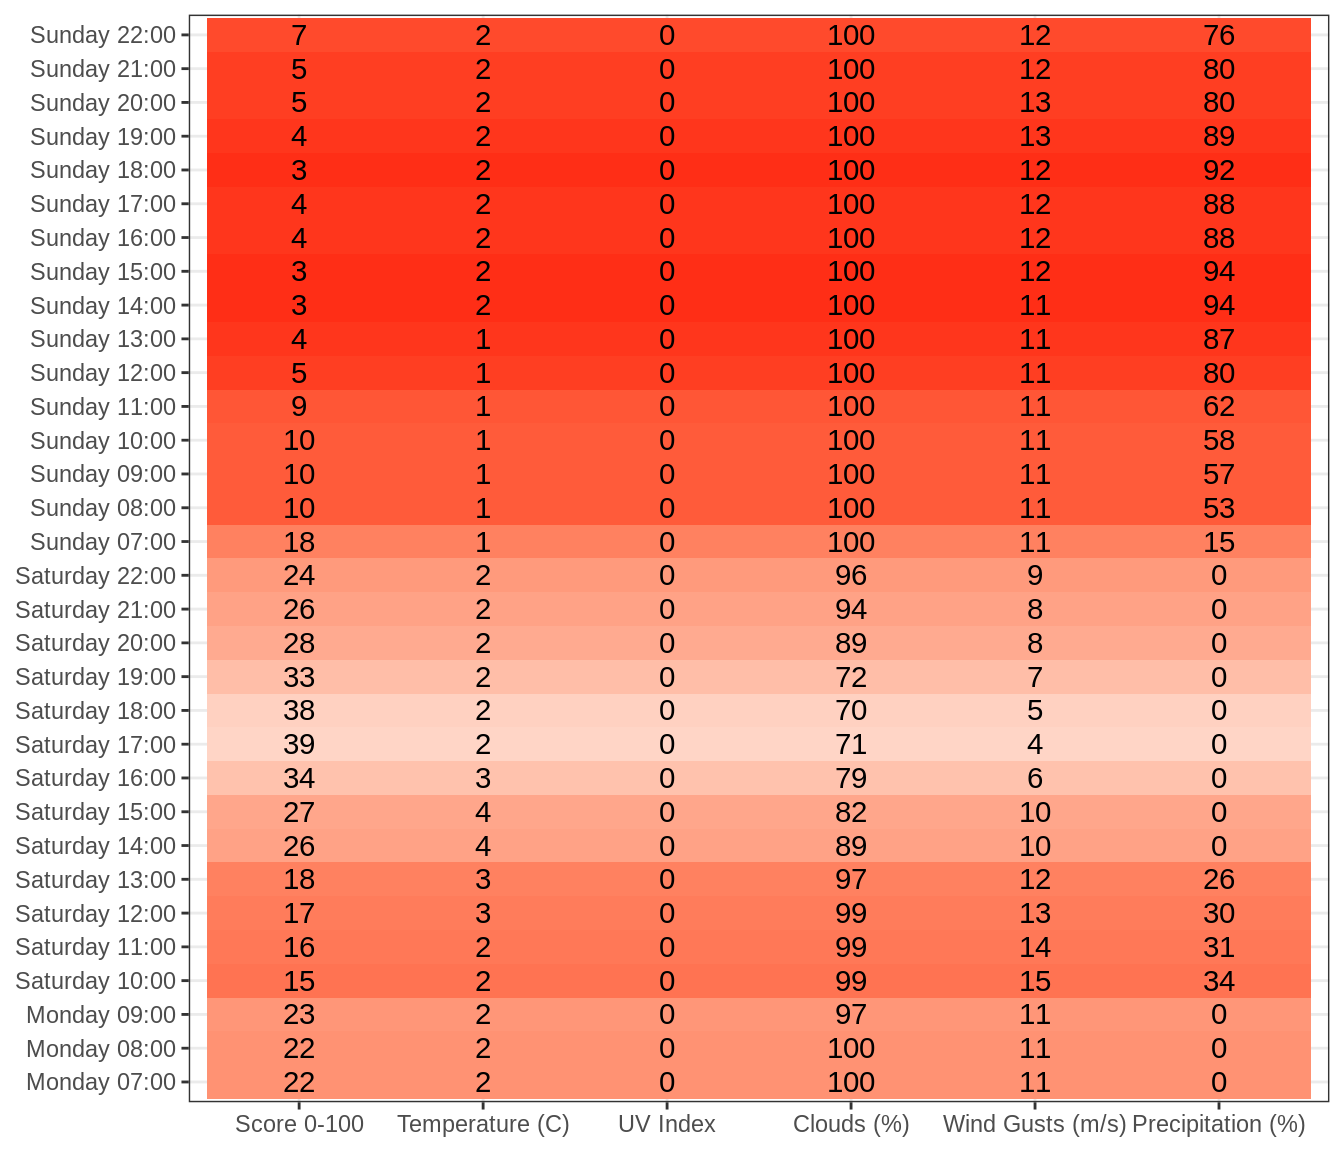 Sunday 22:00 7 2 0 100 12 76
Sunday 21:00 5 2 0 100 12 80
Sunday 20:00 5 2 0 100 13 80
Sunday 19:00 4 2 0 100 13 89
Sunday 18:00 3 2 0 100 12 92
Sunday 17:00 4 2 0 100 12 88
Sunday 16:00 4 2 0 100 12 88
Sunday 15:00 3 2 0 100 12 94
Sunday 14:00 3 2 0 100 11 94
Sunday 13:00 4 1 0 100 11 87
Sunday 12:00 5 1 0 100 11 80
Sunday 11:00 9 1 0 100 11 62
Sunday 10:00 10 1 0 100 11 58
Sunday 09:00 10 1 0 100 11 57
Sunday 08:00 10 1 0 100 11 53
Sunday 07:00 18 1 0 100 11 15
Saturday 22:00 24 2 0 96 9 0
Saturday 21:00 26 2 0 94 8 0
Saturday 20:00 28 2 0 89 8 0
Saturday 19:00 33 2 0 72 7 0
Saturday 18:00 38 2 0 70 5 0
Saturday 17:00 39 2 0 71 4 0
Saturday 16:00 34 3 0 79 6 0
Saturday 15:00 27 4 0 82 10 0
Saturday 14:00 26 4 0 89 10 0
Saturday 13:00 18 3 0 97 12 26
Saturday 12:00 17 3 0 99 13 30
Saturday 11:00 16 2 0 99 14 31
Saturday 10:00 15 2 0 99 15 34
Monday 09:00 23 2 0 97 11 0
Monday 08:00 22 2 0 100 11 0
Monday 07:00 22 2 0 100 11 0
Score 0-100 Temperature (C) UV Index Clouds (%) Wind Gusts (m/s) Precipitation (%)